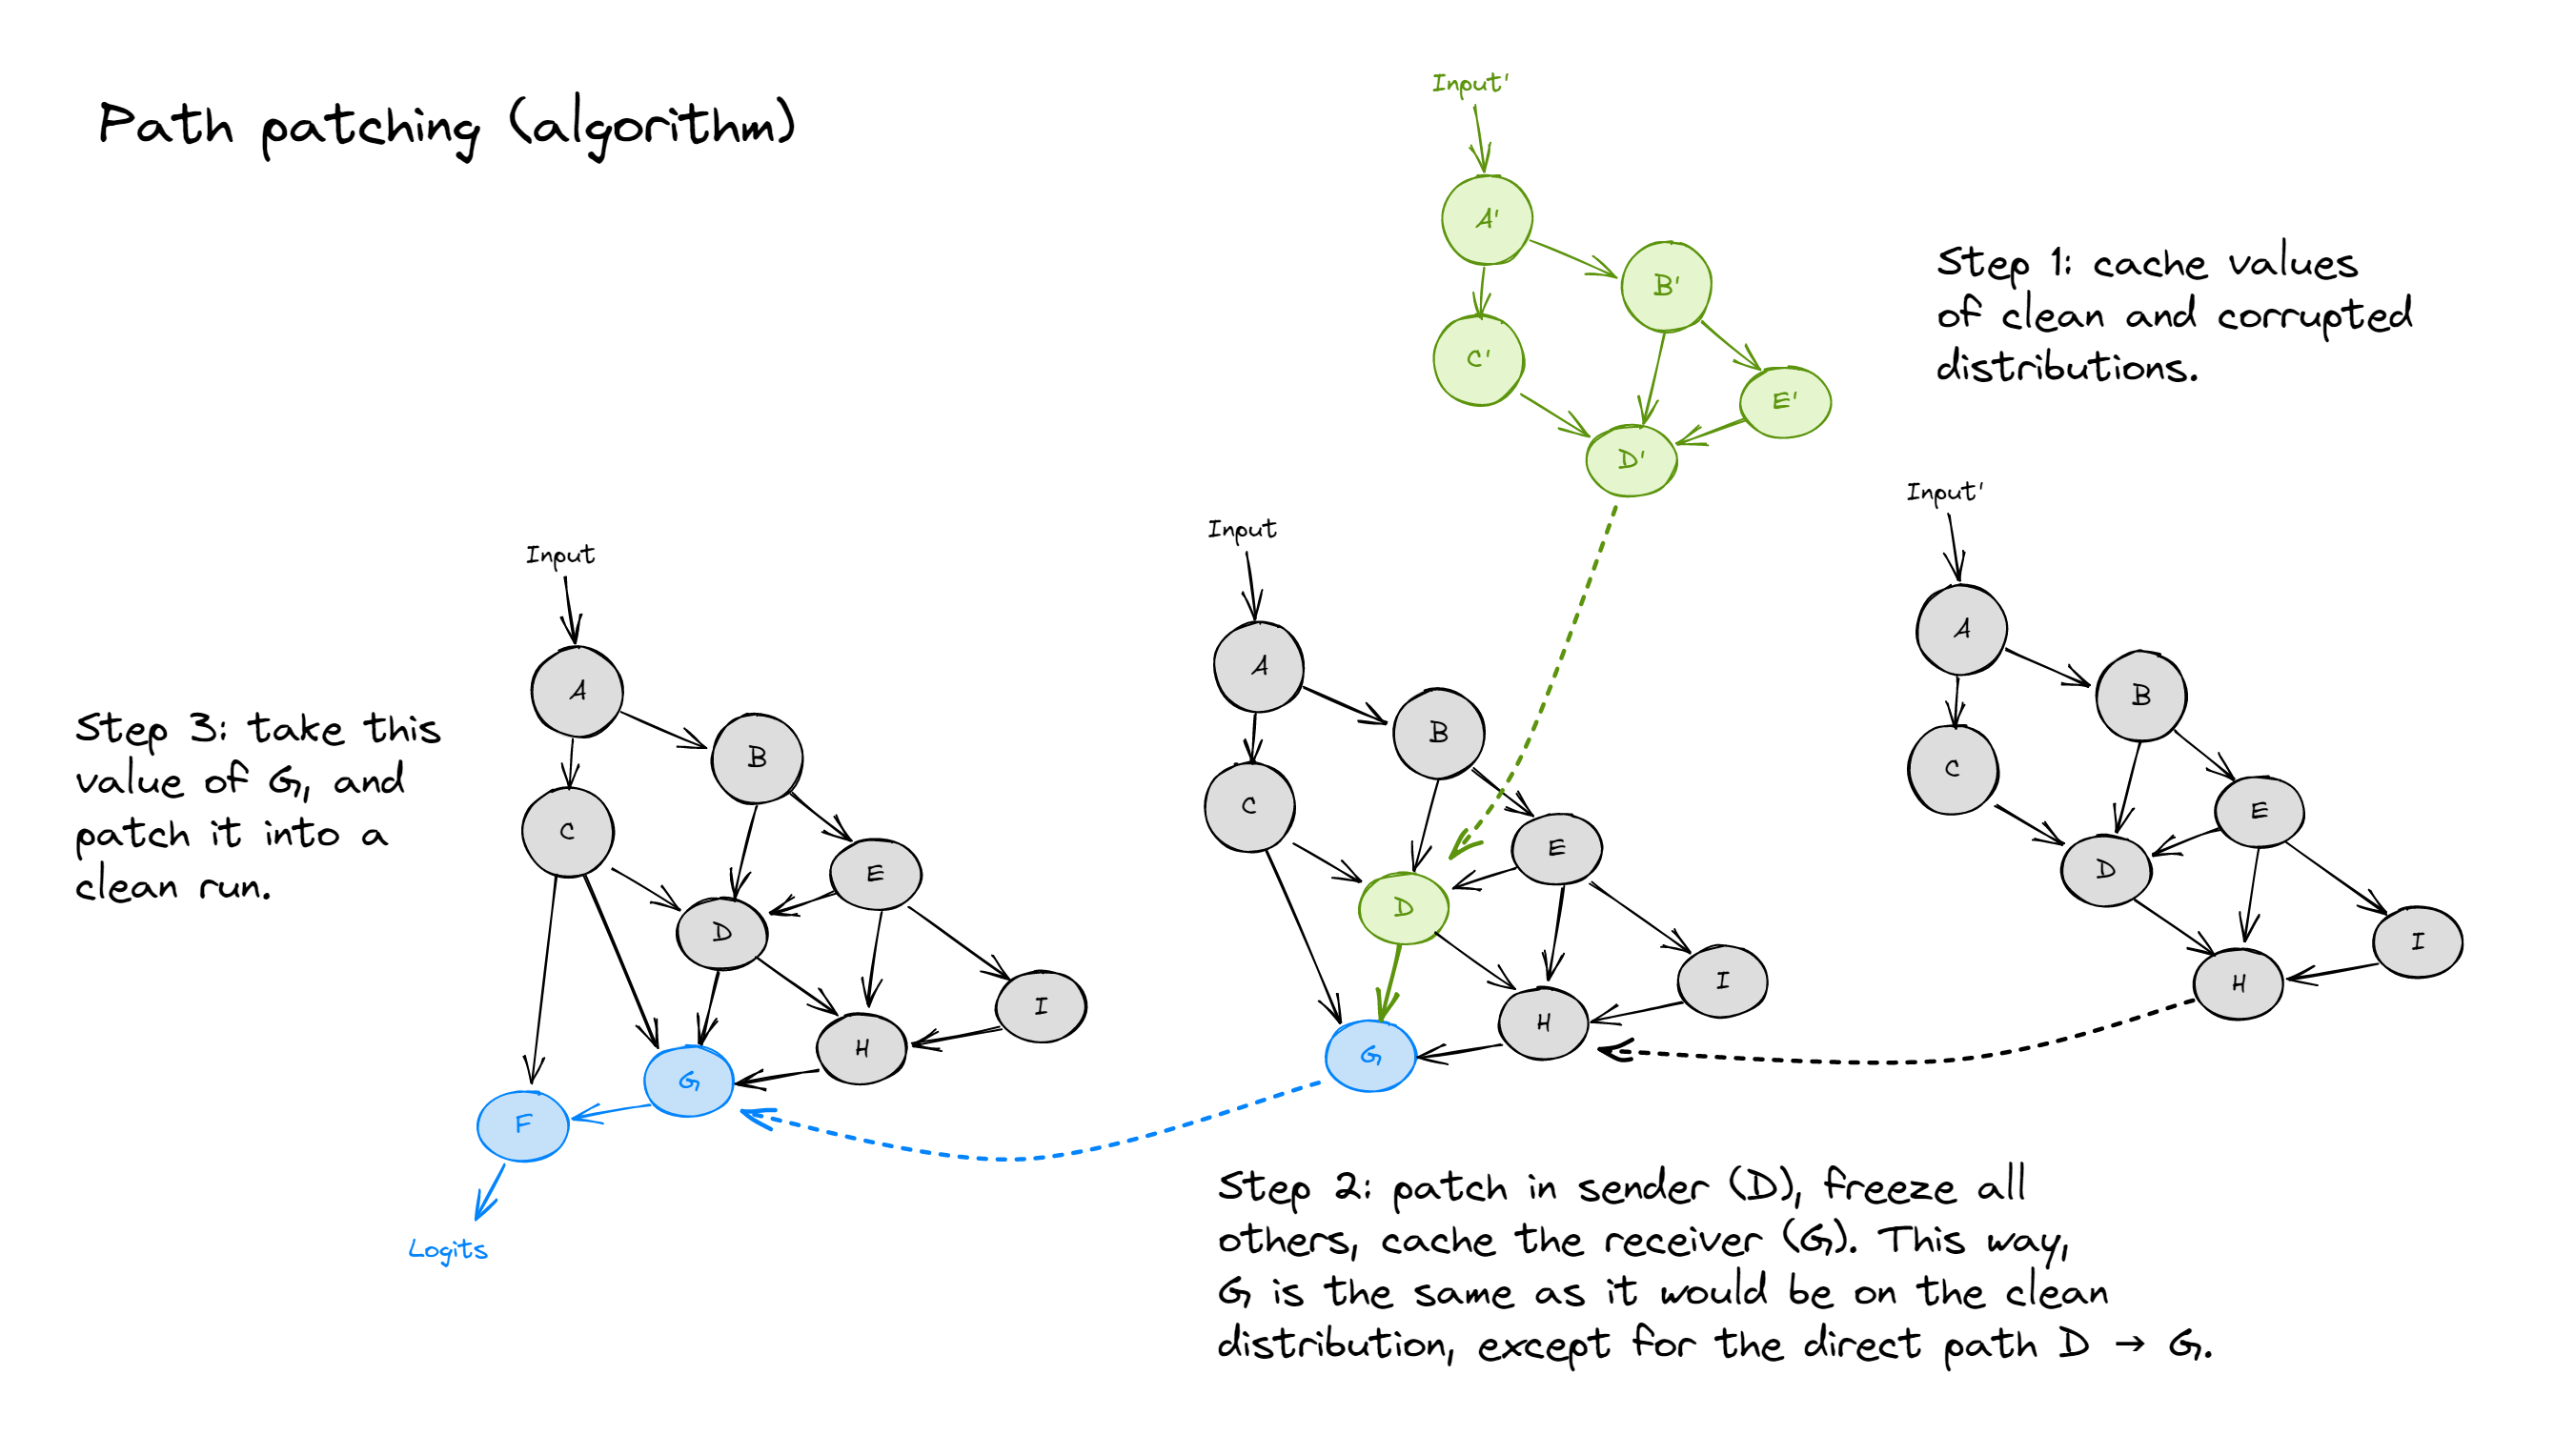 Path patching (algorithm)
Input'
A'
B'
C'
E'
D'
Step 1: cache values
of clean and corrupted
distributions.
Input'
A
B
C
E
D
I
H
Input
A
B
C
E
D
I
H
G
Step 2: patch in sender (D), freeze all
others, cache the receiver (G). This way,
G is the same as it would be on the clean
distribution, except for the direct path D → G.
Input
A
B
C
E
D
I
H
G
F
Logits
Step 3: take this
value of G, and
patch it into a
clean run.